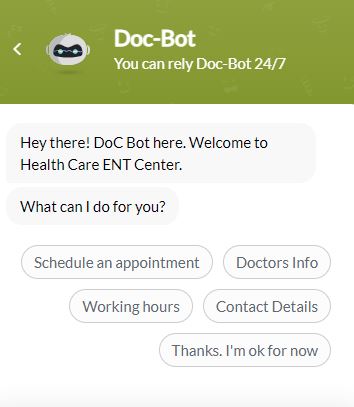 Doc-Bot
You can rely Doc-Bot 24/7
Hey there! DoC Bot here. Welcome to
Health Care ENT Center.
What can I do for you?
Schedule an appointment
Doctors Info
Working hours
Contact Details
Thanks. I'm ok for now